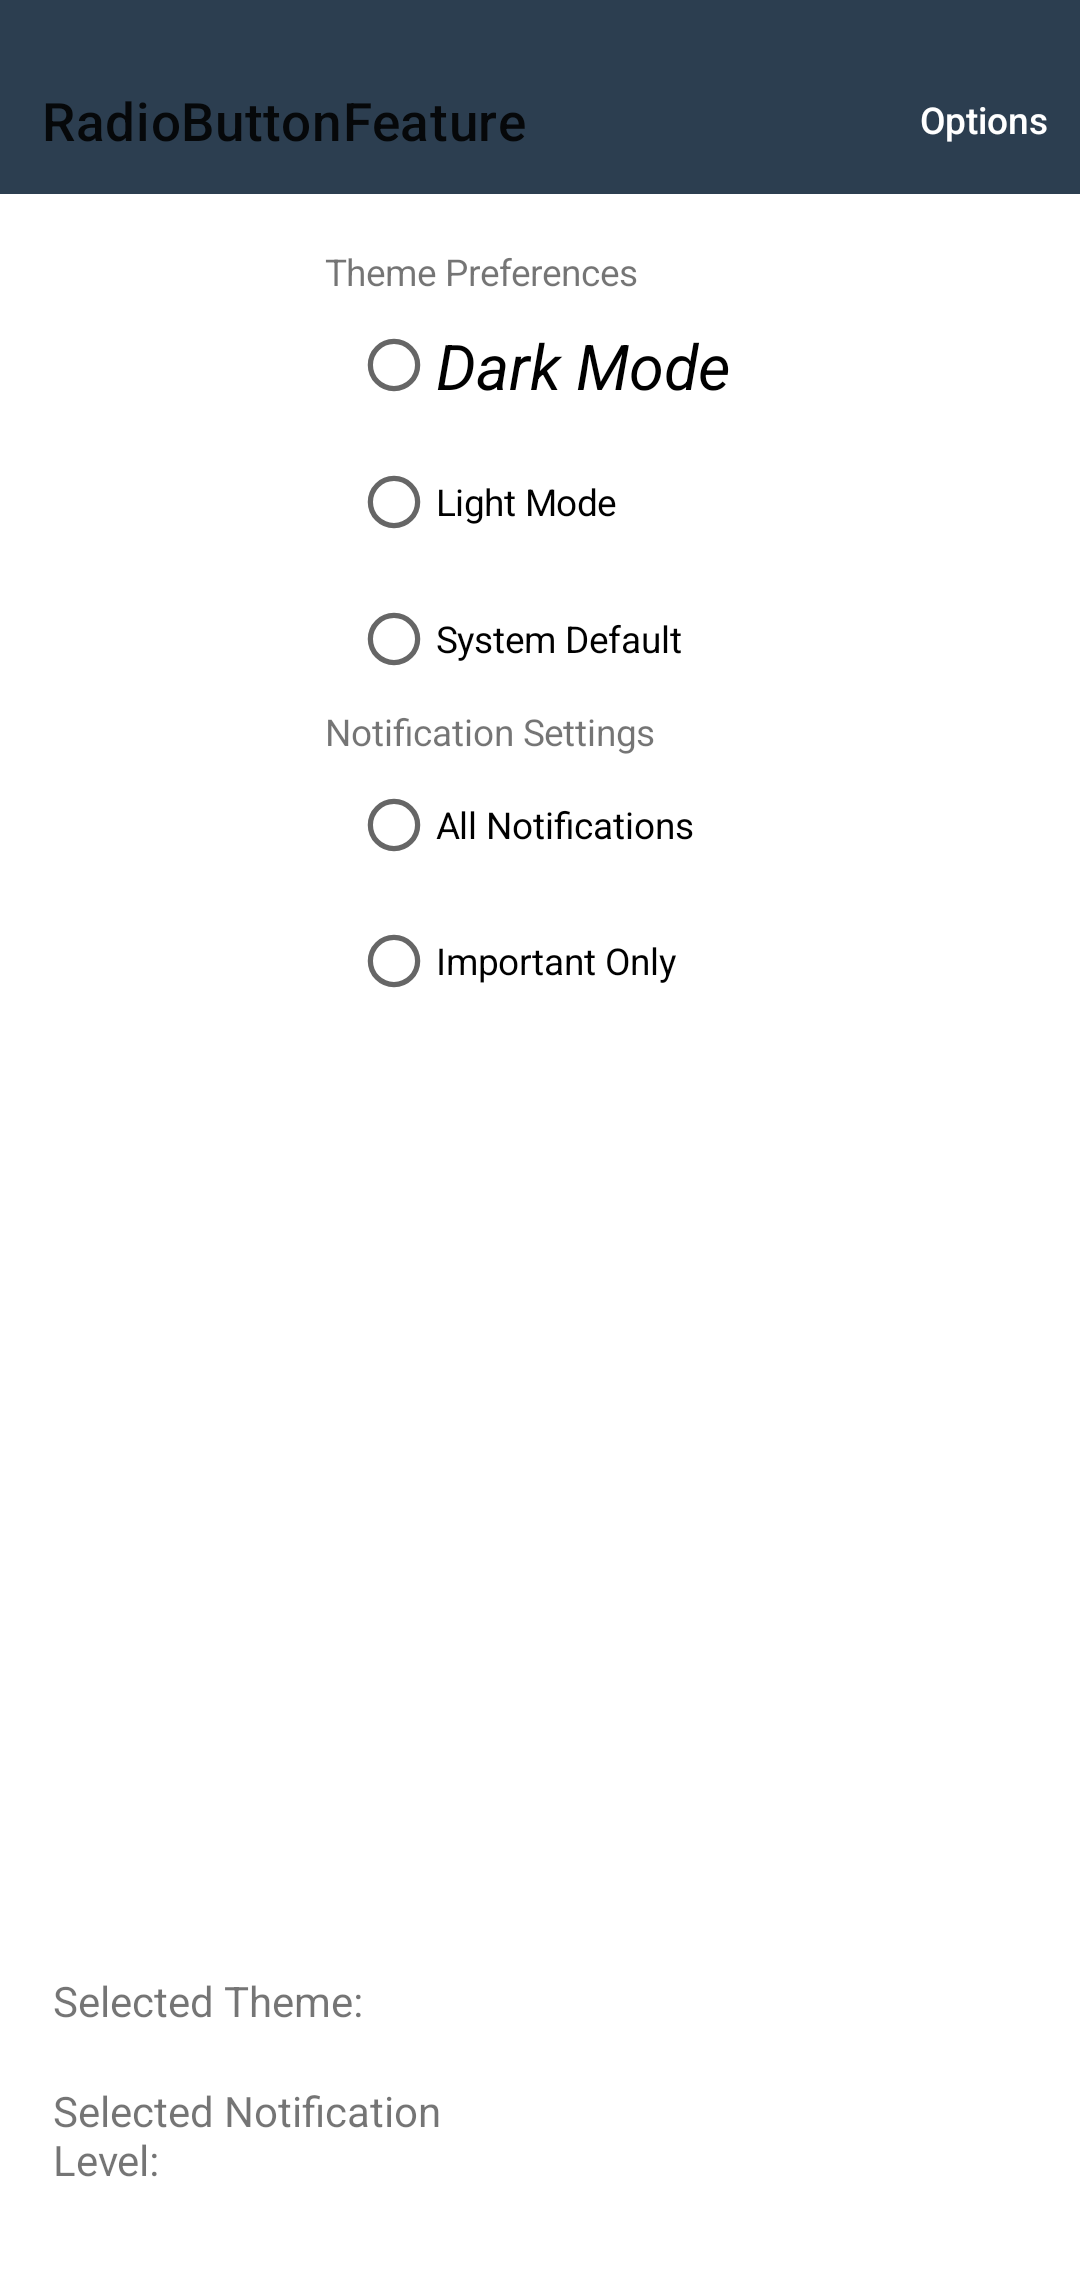 RadioButtonFeature
Options
Theme Preferences
Dark Mode
Light Mode
System Default
Notification Settings
All Notifications
Important Only
Selected Theme:
Selected Notification
Level: